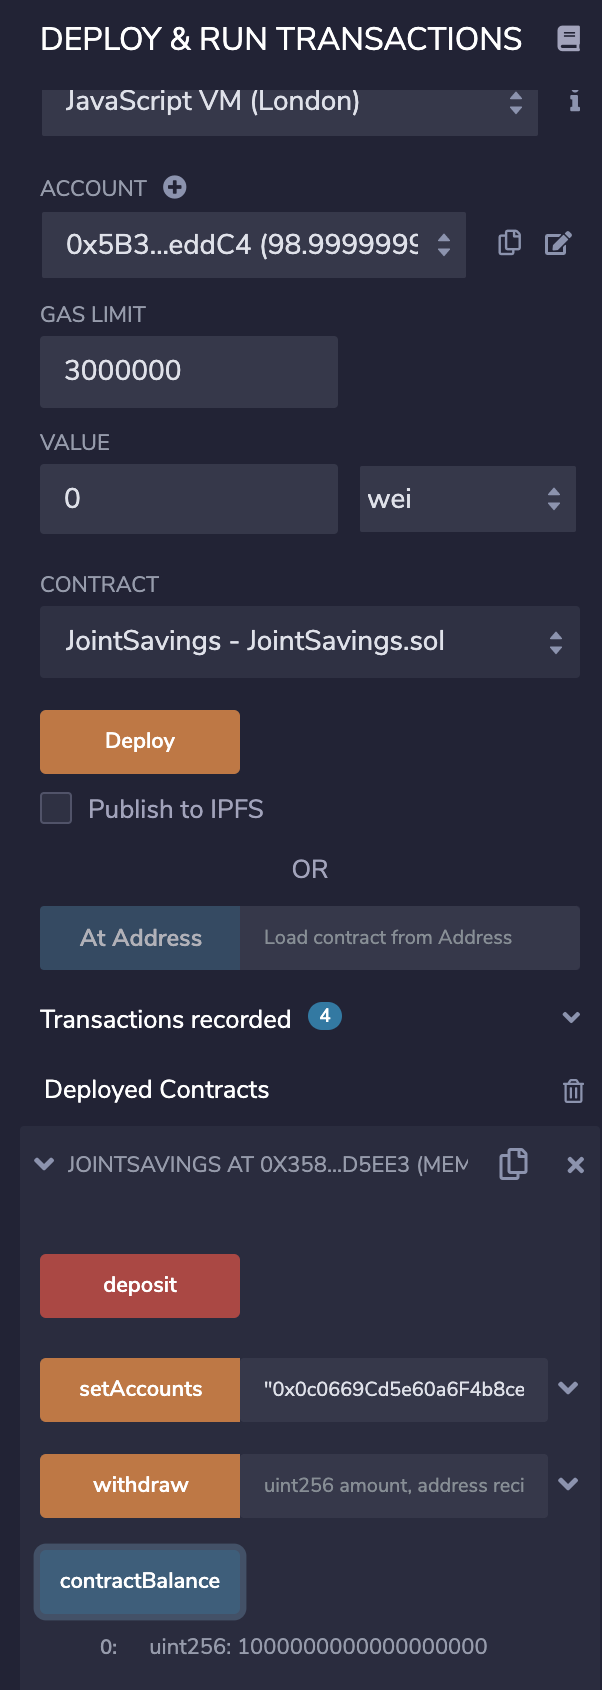 DEPLOY & RUN TRANSACTIONS
JavaScript VM (London)
ACCOUNT
0x5B3...eddC4 (98.9999999
GAS LIMIT
3000000
VALUE
0 wei
CONTRACT
JointSavings - JointSavings.sol
Deploy
Publish to IPFS
OR
At Address Load contract from Address
Transactions recorded 4
Deployed Contracts
JOINTSAVINGS AT 0X358...D5EE3 (MEM
deposit
setAccounts "0x0c0669Cd5e60a6F4b8ce
withdraw uint256 amount, address reci
contractBalance
0: uint256: 1000000000000000000